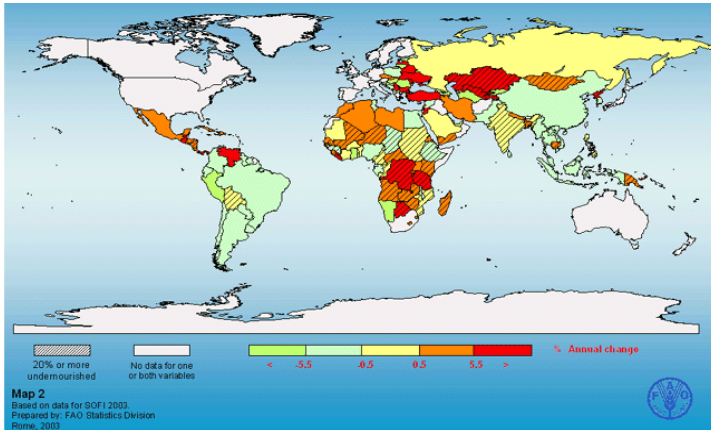 20% or more
undernourished
No data for one
or both variables
< -5.5 -0.5 0.5 5.5 >
% Annual change
Map 2
Based on data for SOFI 2003.
Prepared by: FAO Statistics Division
Rome, 2003